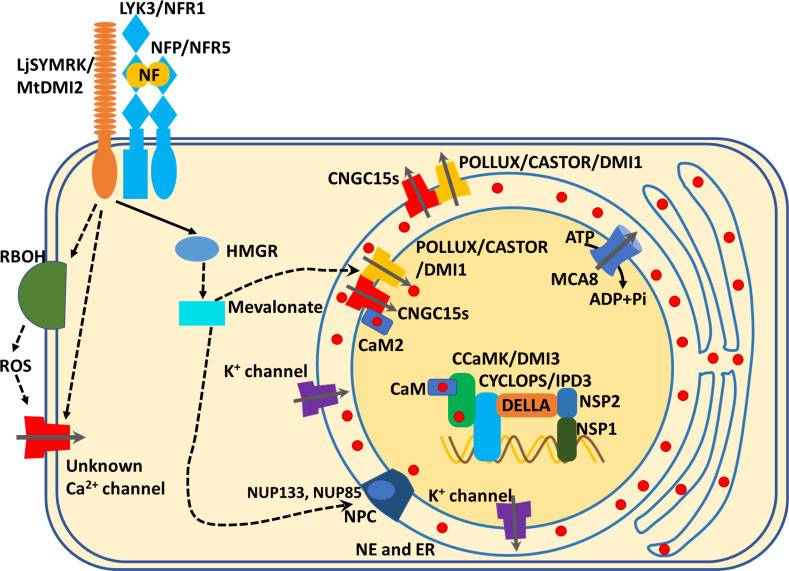 LYK3/NFR1
NFP/NFR5
LjSYMRK/
MtDMI2
NF
CNGC15s
POLLUX/CASTOR/DMI1
RBOH
HMGR
POLLUX/CASTOR
/DMI1
ATP
MCA8
ADP+Pi
Mevalonate
CNGC15s
CaM2
ROS
K⁺ channel
CCaMK/DMI3
CaM
CYCLOPS/IPD3
DELLA
NSP2
NSP1
Unknown
Ca²⁺ channel
NUP133, NUP85
NPC
K⁺ channel
NE and ER